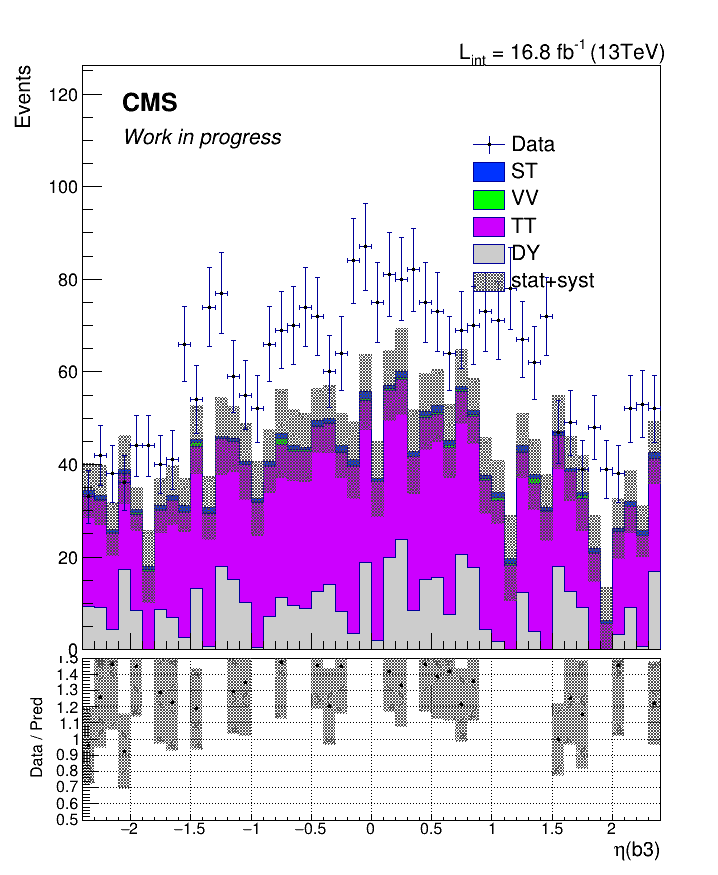 L_int = 16.8 fb^-1 (13TeV)
Events
CMS
Work in progress
Data
ST
VV
TT
DY
stat+syst
120
100
80
60
40
20
0
Data / Pred
1.5
1.4
1.3
1.2
1.1
1
0.9
0.8
0.7
0.6
0.5
−2 −1.5 −1 −0.5 0 0.5 1 1.5 2
η(b3)